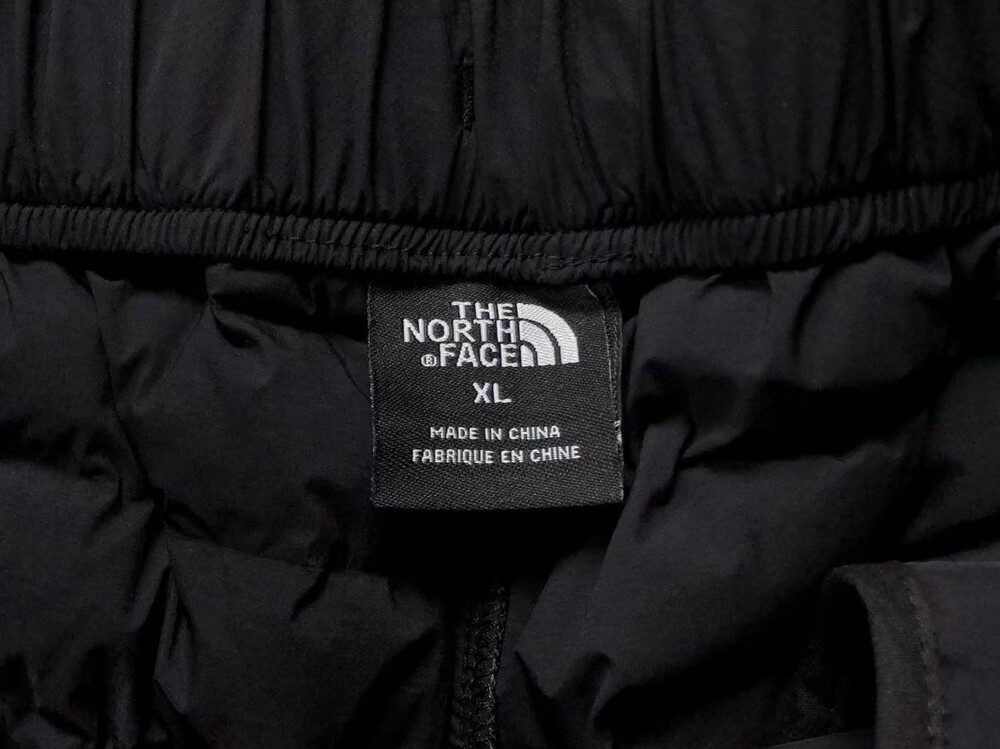 THE
NORTH
® FACE
XL
MADE IN CHINA
FABRIQUE EN CHINE